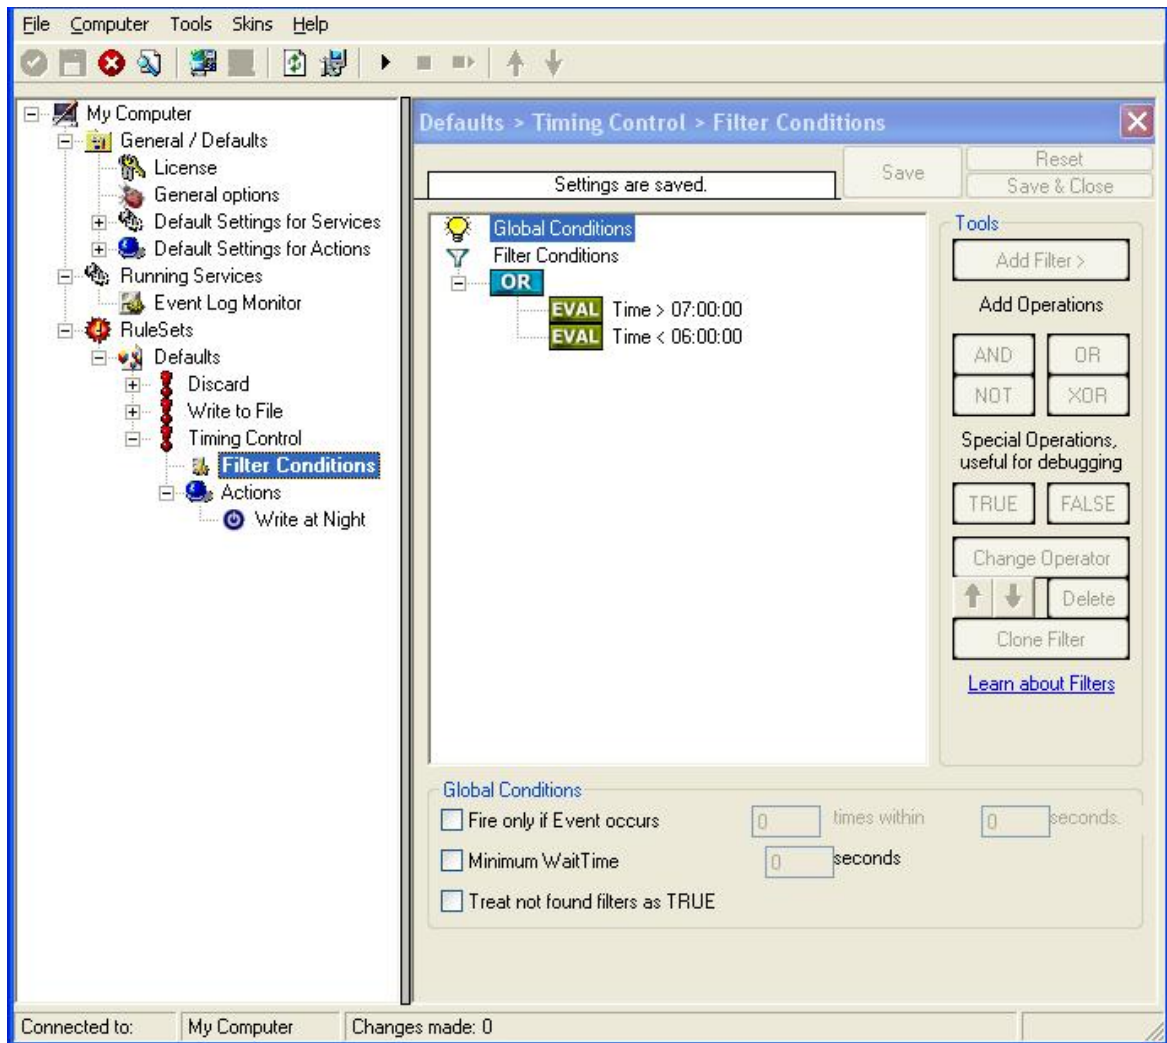 File Computer Tools Skins Help
My Computer
General / Defaults
License
General options
Default Settings for Services
Default Settings for Actions
Running Services
Event Log Monitor
RuleSets
Defaults
Discard
Write to File
Timing Control
Filter Conditions
Actions
Write at Night
Defaults > Timing Control > Filter Conditions
Settings are saved.
Save
Reset
Save & Close
Global Conditions
Filter Conditions
OR
EVAL Time > 07:00:00
EVAL Time < 06:00:00
Tools
Add Filter >
Add Operations
AND OR
NOT XOR
Special Operations,
useful for debugging
TRUE FALSE
Change Operator
Delete
Clone Filter
Learn about Filters
Global Conditions
Fire only if Event occurs 0 times within 0 seconds.
Minimum WaitTime 0 seconds
Treat not found filters as TRUE
Connected to: My Computer Changes made: 0